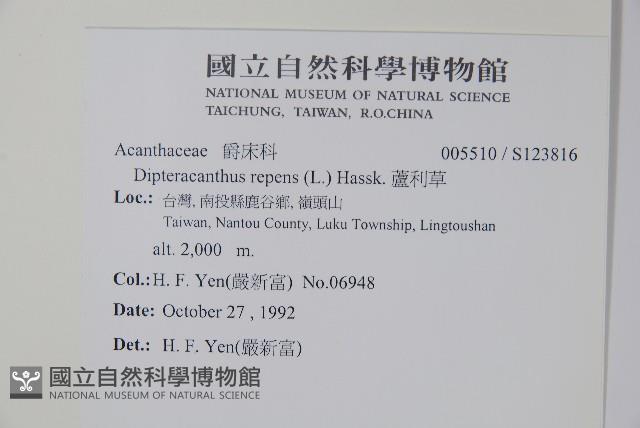 國立自然科學博物館
NATIONAL MUSEUM OF NATURAL SCIENCE
TAICHUNG, TAIWAN, R.O.CHINA
Acanthaceae 爵床科 005510 / S123816
Dipteracanthus repens (L.) Hassk. 蘆利草
Loc.: 台灣, 南投縣鹿谷鄉, 嶺頭山
Taiwan, Nantou County, Luku Township, Lingtoushan
alt. 2,000 m.
Col.: H. F. Yen(嚴新富) No.06948
Date: October 27 , 1992
Det.: H. F. Yen(嚴新富)
國立自然科學博物館
NATIONAL MUSEUM OF NATURAL SCIENCE